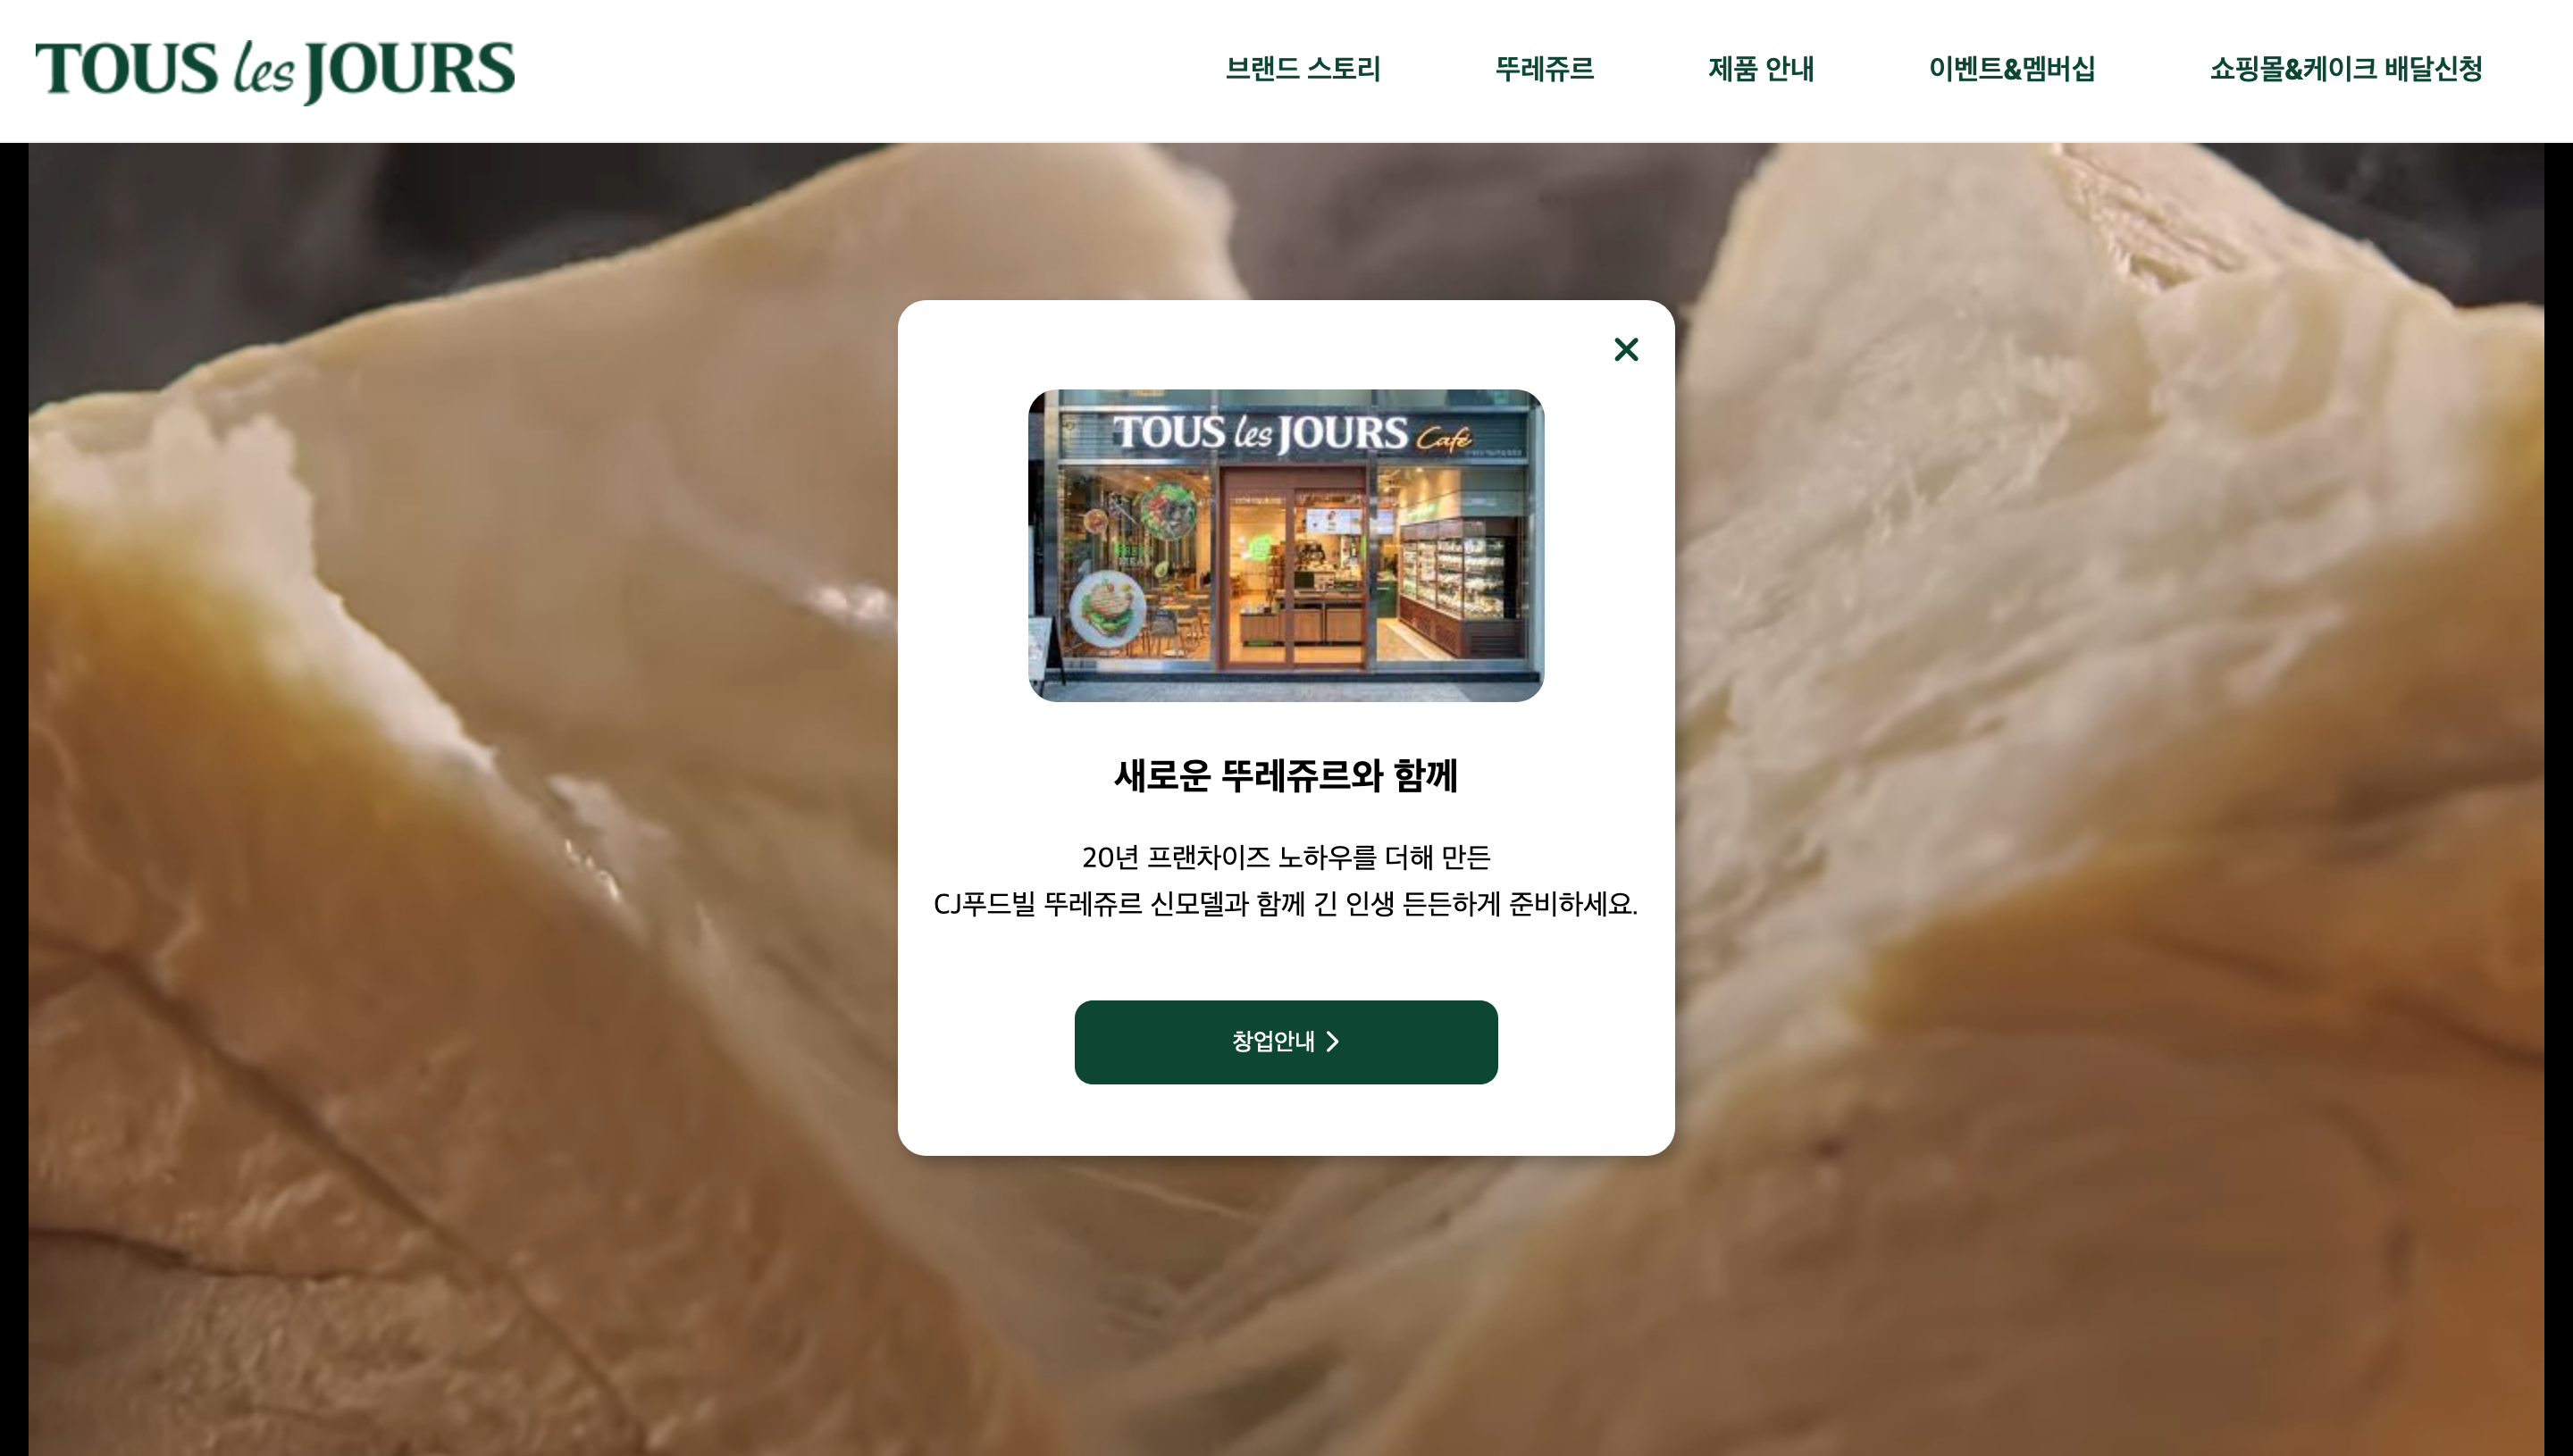 TOUS les JOURS
브랜드 스토리
뚜레쥬르
제품 안내
이벤트&멤버십
쇼핑몰&케이크 배달신청
TOUS les JOURS Café
새로운 뚜레쥬르와 함께
20년 프랜차이즈 노하우를 더해 만든
CJ푸드빌 뚜레쥬르 신모델과 함께 긴 인생 든든하게 준비하세요.
창업안내